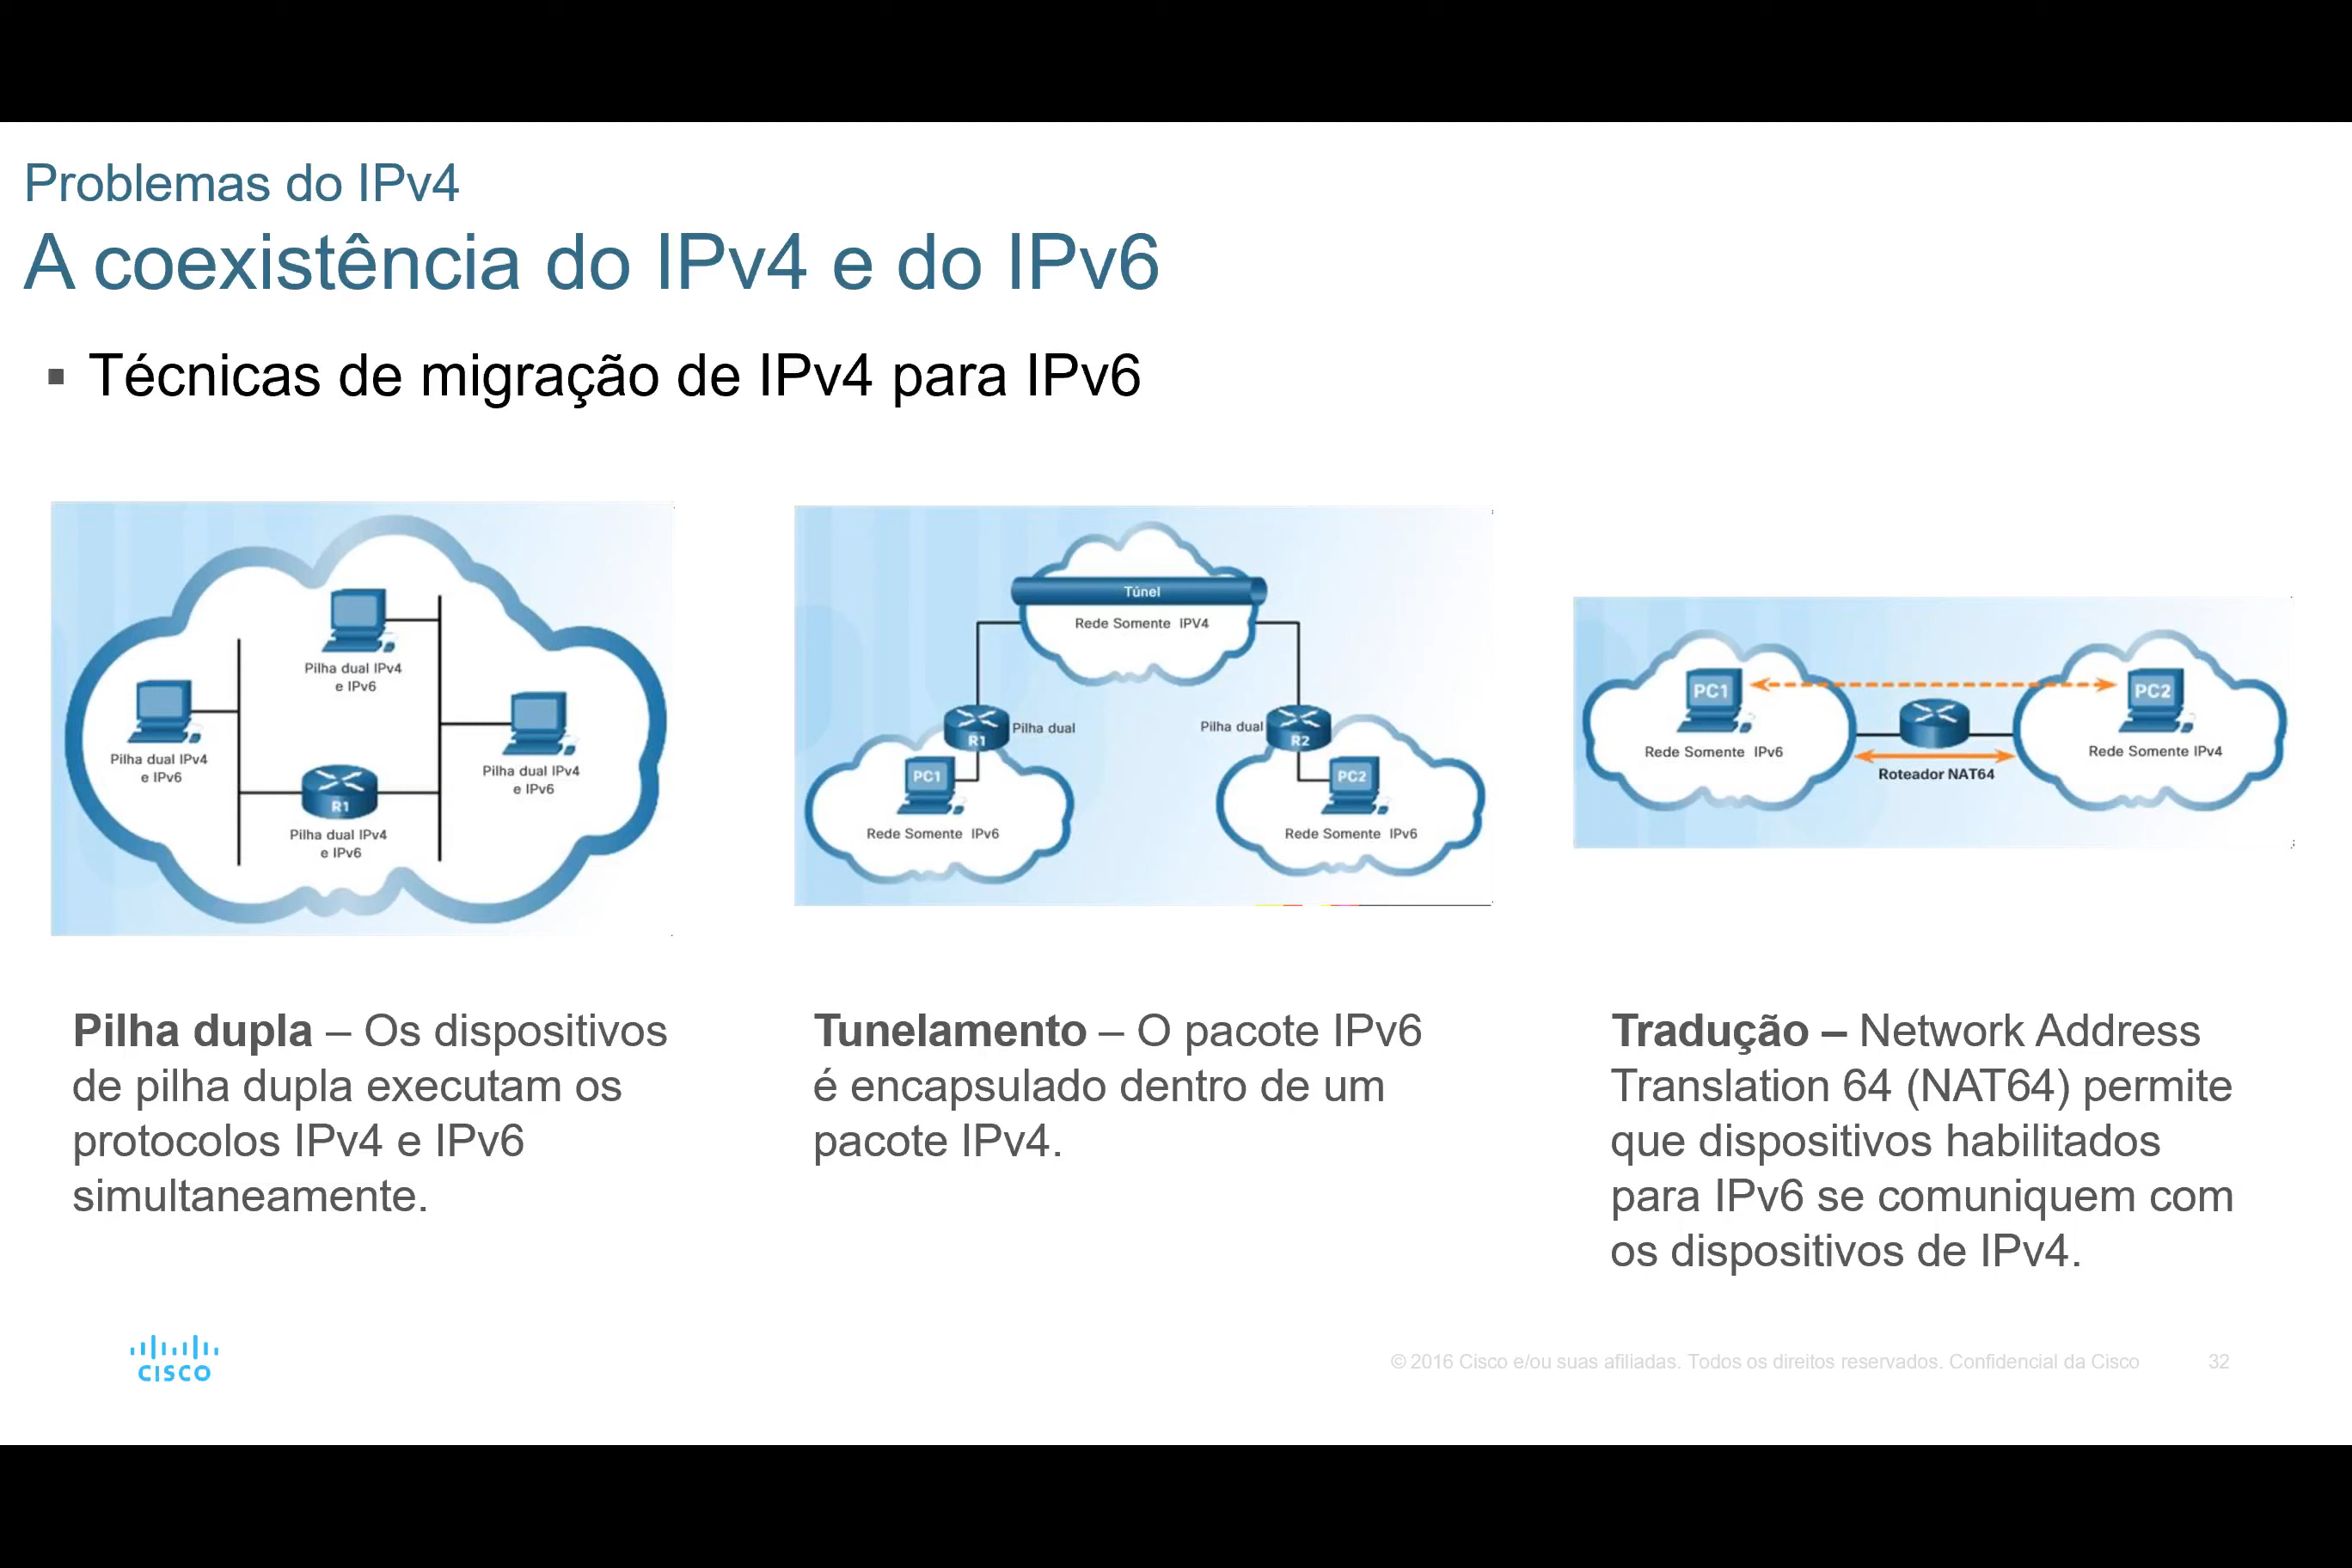 Problemas do IPv4
A coexistência do IPv4 e do IPv6
▪ Técnicas de migração de IPv4 para IPv6
Pilha dual IPv4
e IPv6
Pilha dual IPv4
e IPv6
Pilha dual IPv4
e IPv6
R1
Pilha dual IPv4
e IPv6
Túnel
Rede Somente IPV4
R1
Pilha dual
Pilha dual
R2
PC1
Rede Somente IPv6
PC2
Rede Somente IPv6
PC1
Rede Somente IPv6
Roteador NAT64
PC2
Rede Somente IPv4
Pilha dupla – Os dispositivos
de pilha dupla executam os
protocolos IPv4 e IPv6
simultaneamente.
Tunelamento – O pacote IPv6
é encapsulado dentro de um
pacote IPv4.
Tradução – Network Address
Translation 64 (NAT64) permite
que dispositivos habilitados
para IPv6 se comuniquem com
os dispositivos de IPv4.
CISCO
© 2016 Cisco e/ou suas afiliadas. Todos os direitos reservados. Confidencial da Cisco 32